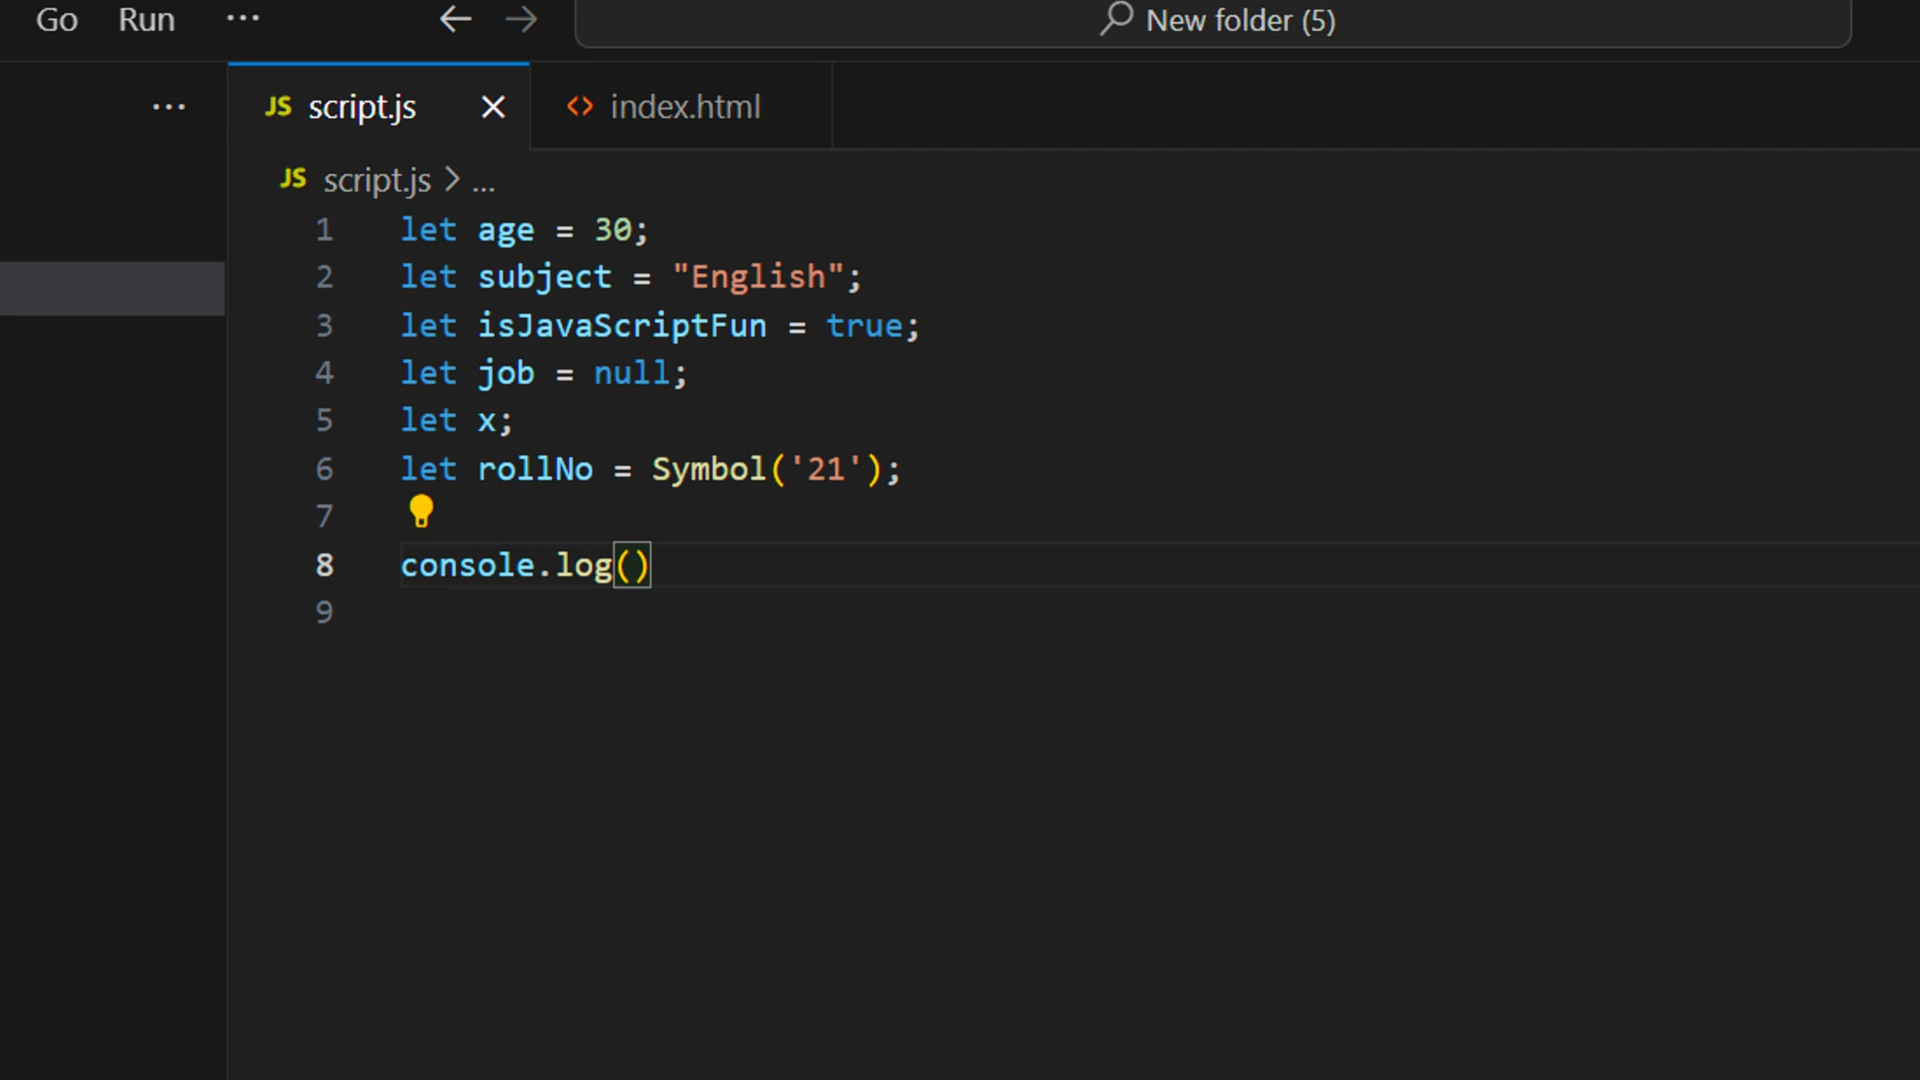 Go Run ... New folder (5)
... JS script.js index.html
JS script.js > ...
1 let age = 30;
2 let subject = "English";
3 let isJavaScriptFun = true;
4 let job = null;
5 let x;
6 let rollNo = Symbol('21');
7
8 console.log()
9